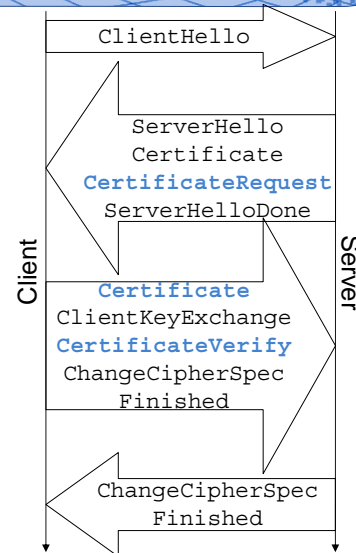 ClientHello
ServerHello
Certificate
CertificateRequest
ServerHelloDone
Client
Server
Certificate
ClientKeyExchange
CertificateVerify
ChangeCipherSpec
Finished
ChangeCipherSpec
Finished